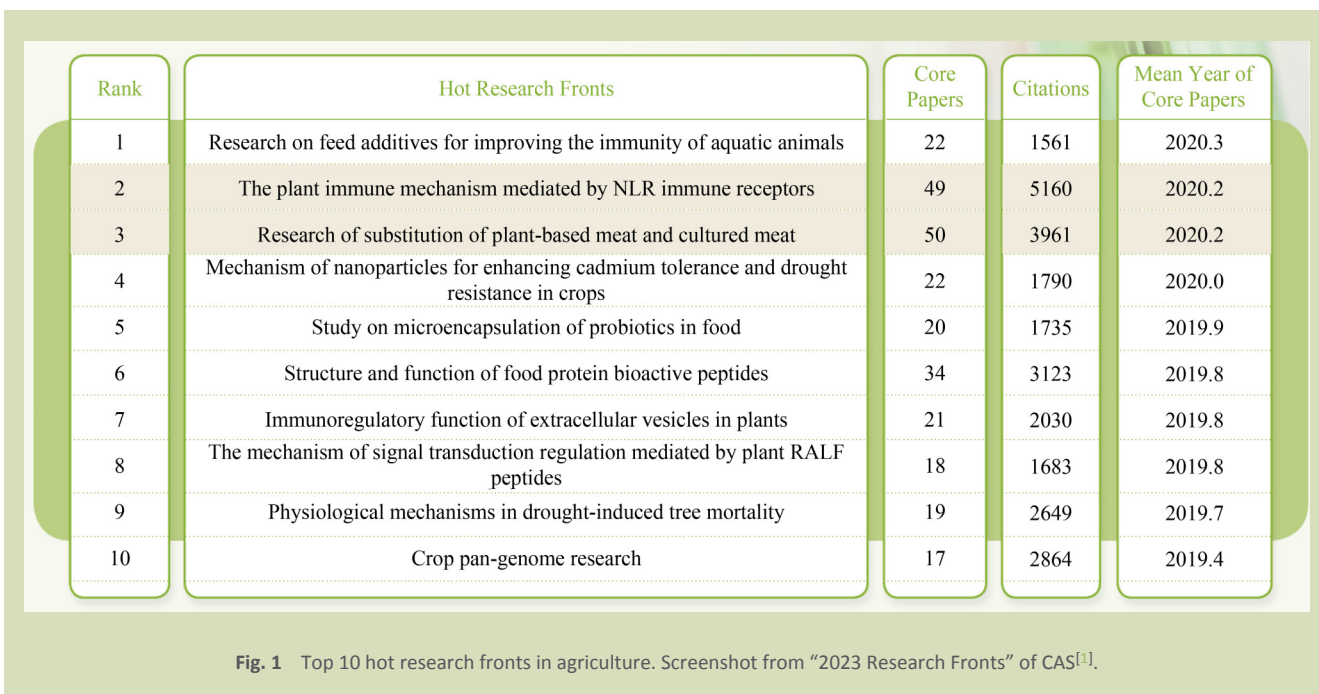 Rank Hot Research Fronts Core Papers Citations Mean Year of Core Papers
1 Research on feed additives for improving the immunity of aquatic animals 22 1561 2020.3
2 The plant immune mechanism mediated by NLR immune receptors 49 5160 2020.2
3 Research of substitution of plant-based meat and cultured meat 50 3961 2020.2
4 Mechanism of nanoparticles for enhancing cadmium tolerance and drought resistance in crops 22 1790 2020.0
5 Study on microencapsulation of probiotics in food 20 1735 2019.9
6 Structure and function of food protein bioactive peptides 34 3123 2019.8
7 Immunoregulatory function of extracellular vesicles in plants 21 2030 2019.8
8 The mechanism of signal transduction regulation mediated by plant RALF peptides 18 1683 2019.8
9 Physiological mechanisms in drought-induced tree mortality 19 2649 2019.7
10 Crop pan-genome research 17 2864 2019.4
Fig. 1 Top 10 hot research fronts in agriculture. Screenshot from “2023 Research Fronts” of CAS[1].